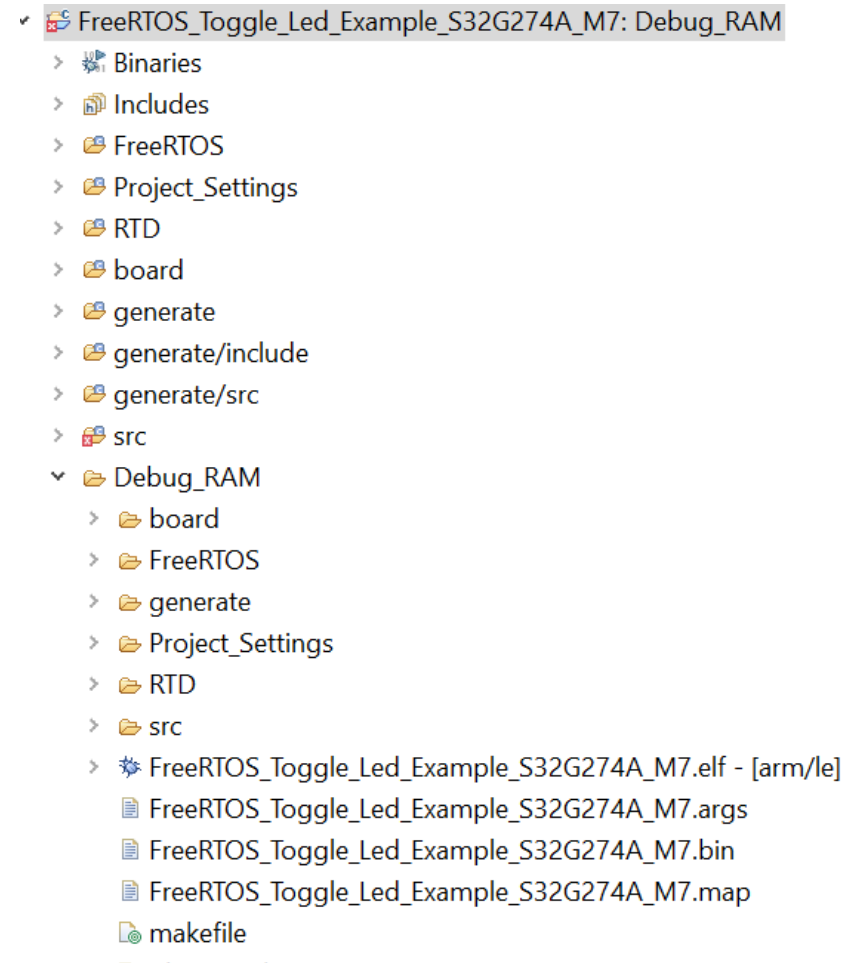 FreeRTOS_Toggle_Led_Example_S32G274A_M7: Debug_RAM
Binaries
Includes
FreeRTOS
Project_Settings
RTD
board
generate
generate/include
generate/src
src
Debug_RAM
board
FreeRTOS
generate
Project_Settings
RTD
src
FreeRTOS_Toggle_Led_Example_S32G274A_M7.elf - [arm/le]
FreeRTOS_Toggle_Led_Example_S32G274A_M7.args
FreeRTOS_Toggle_Led_Example_S32G274A_M7.bin
FreeRTOS_Toggle_Led_Example_S32G274A_M7.map
makefile